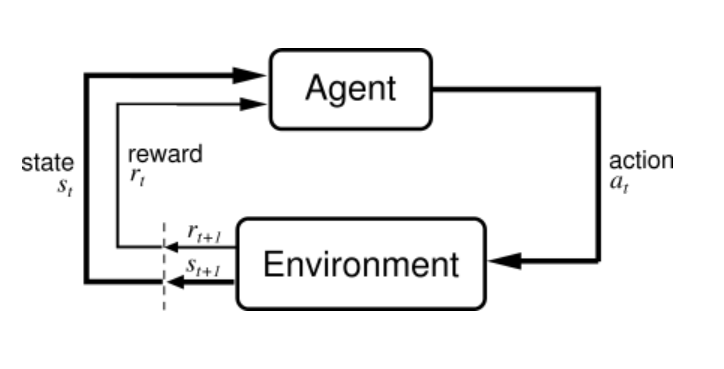 Agent
state
sₜ
reward
rₜ
action
aₜ
rₜ₊₁
sₜ₊₁
Environment